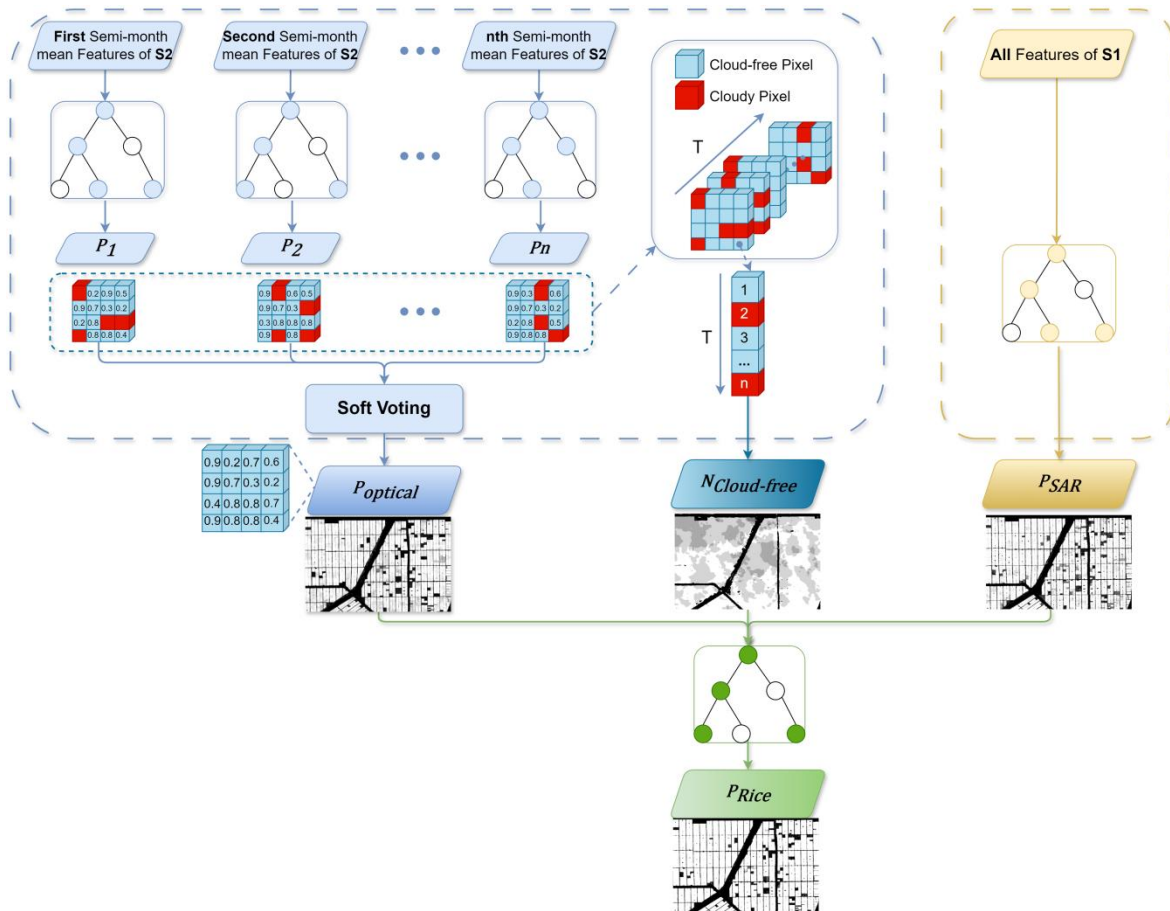 First Semi-month
mean Features of S2
Second Semi-month
mean Features of S2
nth Semi-month
mean Features of S2
All Features of S1
Cloud-free Pixel
Cloudy Pixel
T
P1
P2
Pn
0.2 0.9 0.5
0.9 0.7 0.3 0.2
0.2 0.8
0.8 0.8 0.4
0.9 0.6 0.5
0.9 0.7 0.3
0.3 0.8 0.8 0.8
0.9 0.8
0.9 0.3 0.6
0.9 0.7 0.3 0.2
0.2 0.8 0.5
0.9 0.8 0.8
T
1
2
3
...
n
Soft Voting
0.9 0.2 0.7 0.6
0.9 0.7 0.3 0.2
0.4 0.8 0.8 0.7
0.9 0.8 0.8 0.4
Poptical
NCloud-free
PSAR
PRice